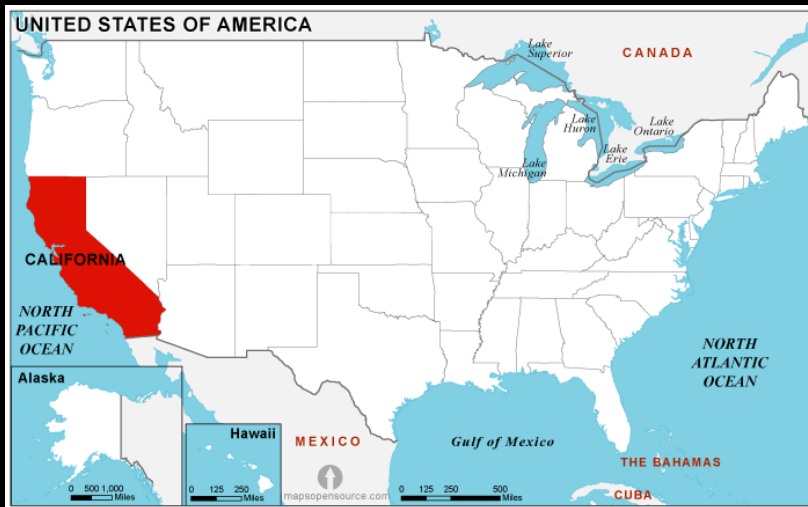 UNITED STATES OF AMERICA
CANADA
Lake
Superior
Lake
Huron
Lake
Ontario
Lake
Erie
Lake
Michigan
CALIFORNIA
NORTH
PACIFIC
OCEAN
NORTH
ATLANTIC
OCEAN
Alaska
0 500 1,000
Miles
Hawaii
0 125 250
Miles
MEXICO
Gulf of Mexico
THE BAHAMAS
CUBA
mapsopensource.com
0 125 250 500
Miles